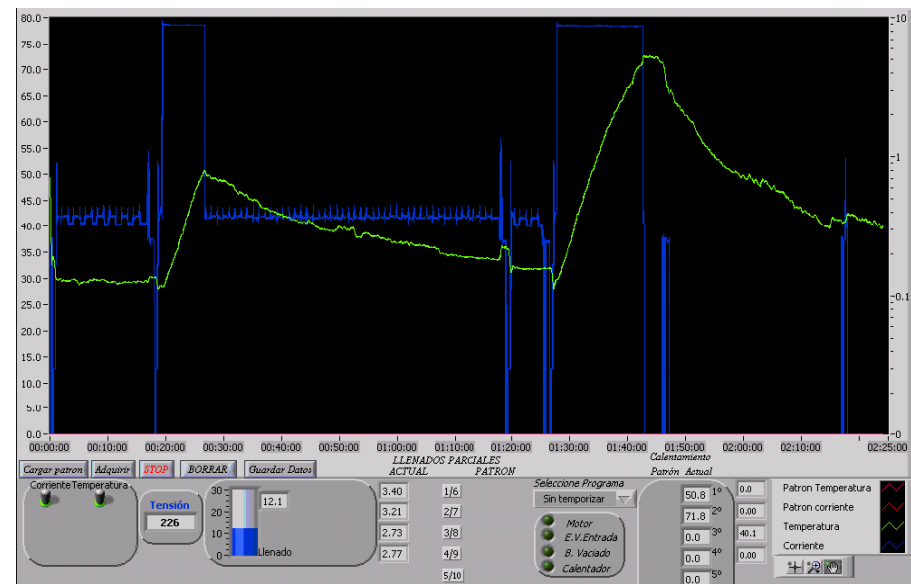 80.0
75.0
70.0
65.0
60.0
55.0
50.0
45.0
40.0
35.0
30.0
25.0
20.0
15.0
10.0
5.0
0.0
10
1
0.1
0
00:00:00 00:10:00 00:20:00 00:30:00 00:40:00 00:50:00 01:00:00 01:10:00 01:20:00 01:30:00 01:40:00 01:50:00 02:00:00 02:10:00 02:25:00
Cargar patron Adquirir STOP BORRAR Guardar Datos
LLENADOS PARCIALES
ACTUAL PATRON
Calentamiento
Patrón Actual
Corriente Temperatura
Tensión
226
30
20
10
0
12.1
Llenado
3.40 1/6
3.21 2/7
2.73 3/8
2.77 4/9
5/10
Seleccione Programa
Sin temporizar
Motor
E.V.Entrada
B. Vaciado
Calentador
50.8 1º 0.0
71.8 2º 0.00
0.0 3º 40.1
0.0 4º 0.00
0.0 5º
Patron Temperatura
Patron corriente
Temperatura
Corriente